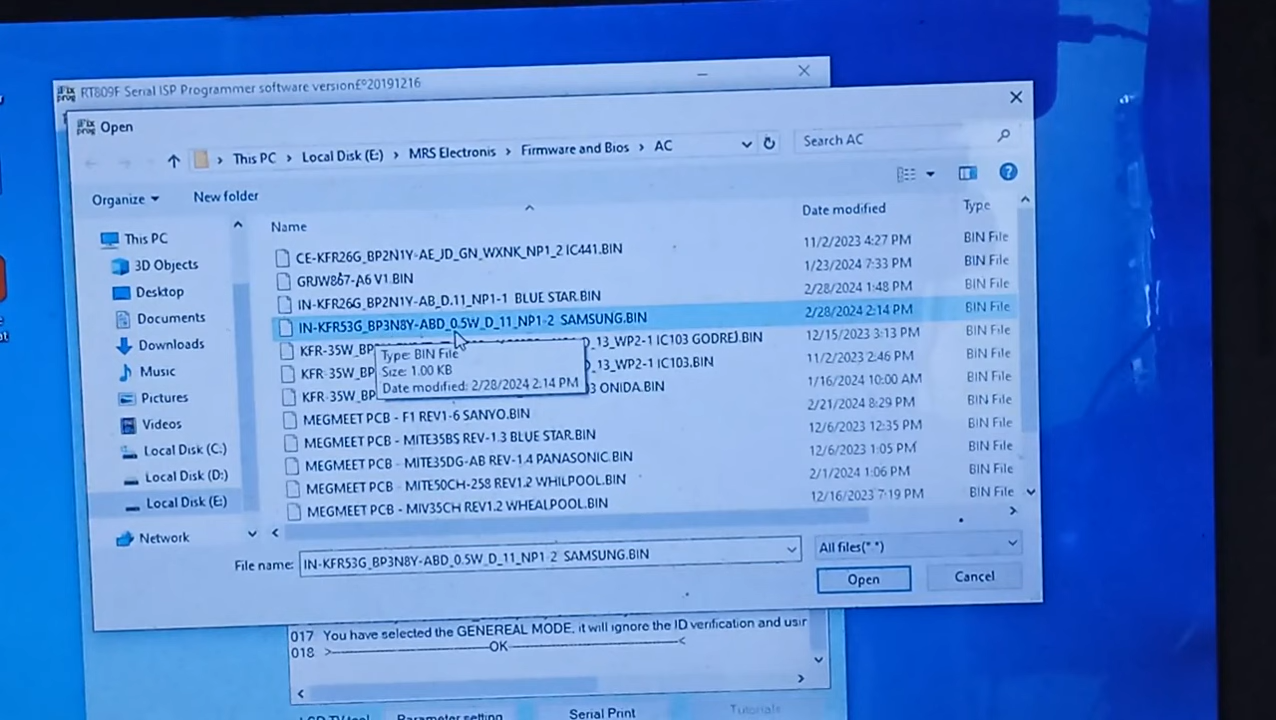 RT809F Serial ISP Programmer software version£º20191216
Open
This PC > Local Disk (E:) > MRS Electronis > Firmware and Bios > AC
Search AC
Organize
New folder
Name
Date modified
Type
This PC
3D Objects
Desktop
Documents
Downloads
Music
Pictures
Videos
Local Disk (C:)
Local Disk (D:)
Local Disk (E:)
Network
CE-KFR26G_BP2N1Y-AE_JD_GN_WXNK_NP1_2 IC441.BIN 11/2/2023 4:27 PM BIN File
GRJW867-A6 V1.BIN 1/23/2024 7:33 PM BIN File
IN-KFR26G_BP2N1Y-AB_D.11_NP1-1 BLUE STAR.BIN 2/28/2024 1:48 PM BIN File
IN-KFR53G_BP3N8Y-ABD_0.5W_D_11_NP1-2 SAMSUNG.BIN 2/28/2024 2:14 PM BIN File
KFR-35W_BP _13_WP2-1 IC103 GODREJ.BIN 12/15/2023 3:13 PM BIN File
KFR-35W_BP _13_WP2-1 IC103.BIN 11/2/2023 2:46 PM BIN File
KFR-35W_BP 3 ONIDA.BIN 1/16/2024 10:00 AM BIN File
MEGMEET PCB - F1 REV1-6 SANYO.BIN 2/21/2024 8:29 PM BIN File
MEGMEET PCB - MITE35BS REV-1.3 BLUE STAR.BIN 12/6/2023 12:35 PM BIN File
MEGMEET PCB - MITE35DG-AB REV-1.4 PANASONIC.BIN 12/6/2023 1:05 PM BIN File
MEGMEET PCB - MITE50CH-258 REV1.2 WHILPOOL.BIN 2/1/2024 1:06 PM BIN File
MEGMEET PCB - MIV35CH REV1.2 WHEALPOOL.BIN 12/16/2023 7:19 PM BIN File
Type: BIN File
Size: 1.00 KB
Date modified: 2/28/2024 2:14 PM
File name: IN-KFR53G_BP3N8Y-ABD_0.5W_D_11_NP1-2 SAMSUNG.BIN
All files(*.*)
Open
Cancel
017 You have selected the GENEREAL MODE, it will ignore the ID verification and usir
018 >--------OK--------<
Parameter setting
Serial Print
Tutorials